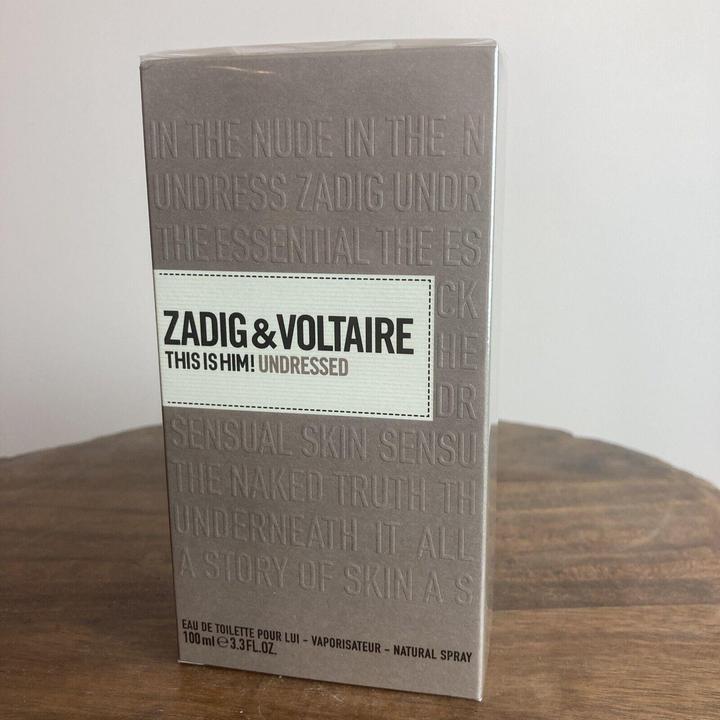 IN THE NUDE IN THE N
UNDRESS ZADIG UNDR
THE ESSENTIAL THE ES
CK
ZADIG & VOLTAIRE
HE
THIS IS HIM! UNDRESSED
DR
SENSUAL SKIN SENSU
THE NAKED TRUTH TH
UNDERNEATH IT ALL
A STORY OF SKIN A S
EAU DE TOILETTE POUR LUI - VAPORISATEUR - NATURAL SPRAY
100 ml ℮ 3.3 FL.OZ.